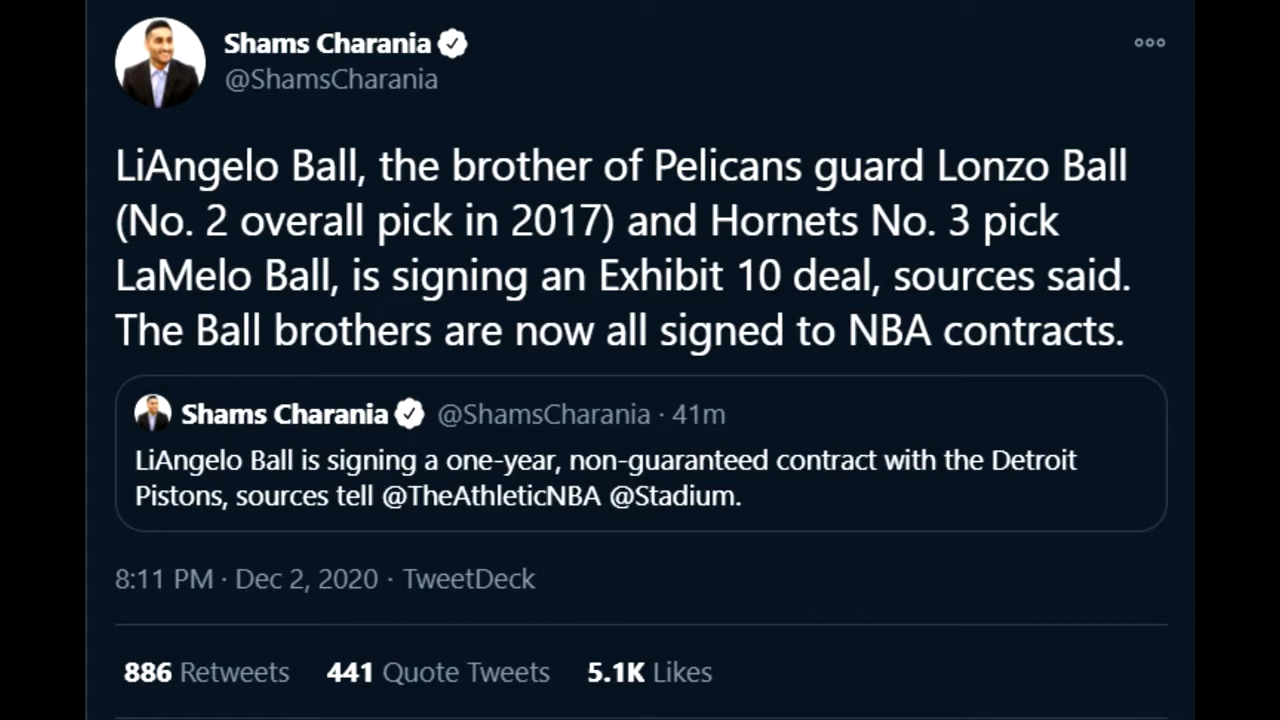 Shams Charania
@ShamsCharania
LiAngelo Ball, the brother of Pelicans guard Lonzo Ball
(No. 2 overall pick in 2017) and Hornets No. 3 pick
LaMelo Ball, is signing an Exhibit 10 deal, sources said.
The Ball brothers are now all signed to NBA contracts.
Shams Charania @ShamsCharania · 41m
LiAngelo Ball is signing a one-year, non-guaranteed contract with the Detroit
Pistons, sources tell @TheAthleticNBA @Stadium.
8:11 PM · Dec 2, 2020 · TweetDeck
886 Retweets 441 Quote Tweets 5.1K Likes